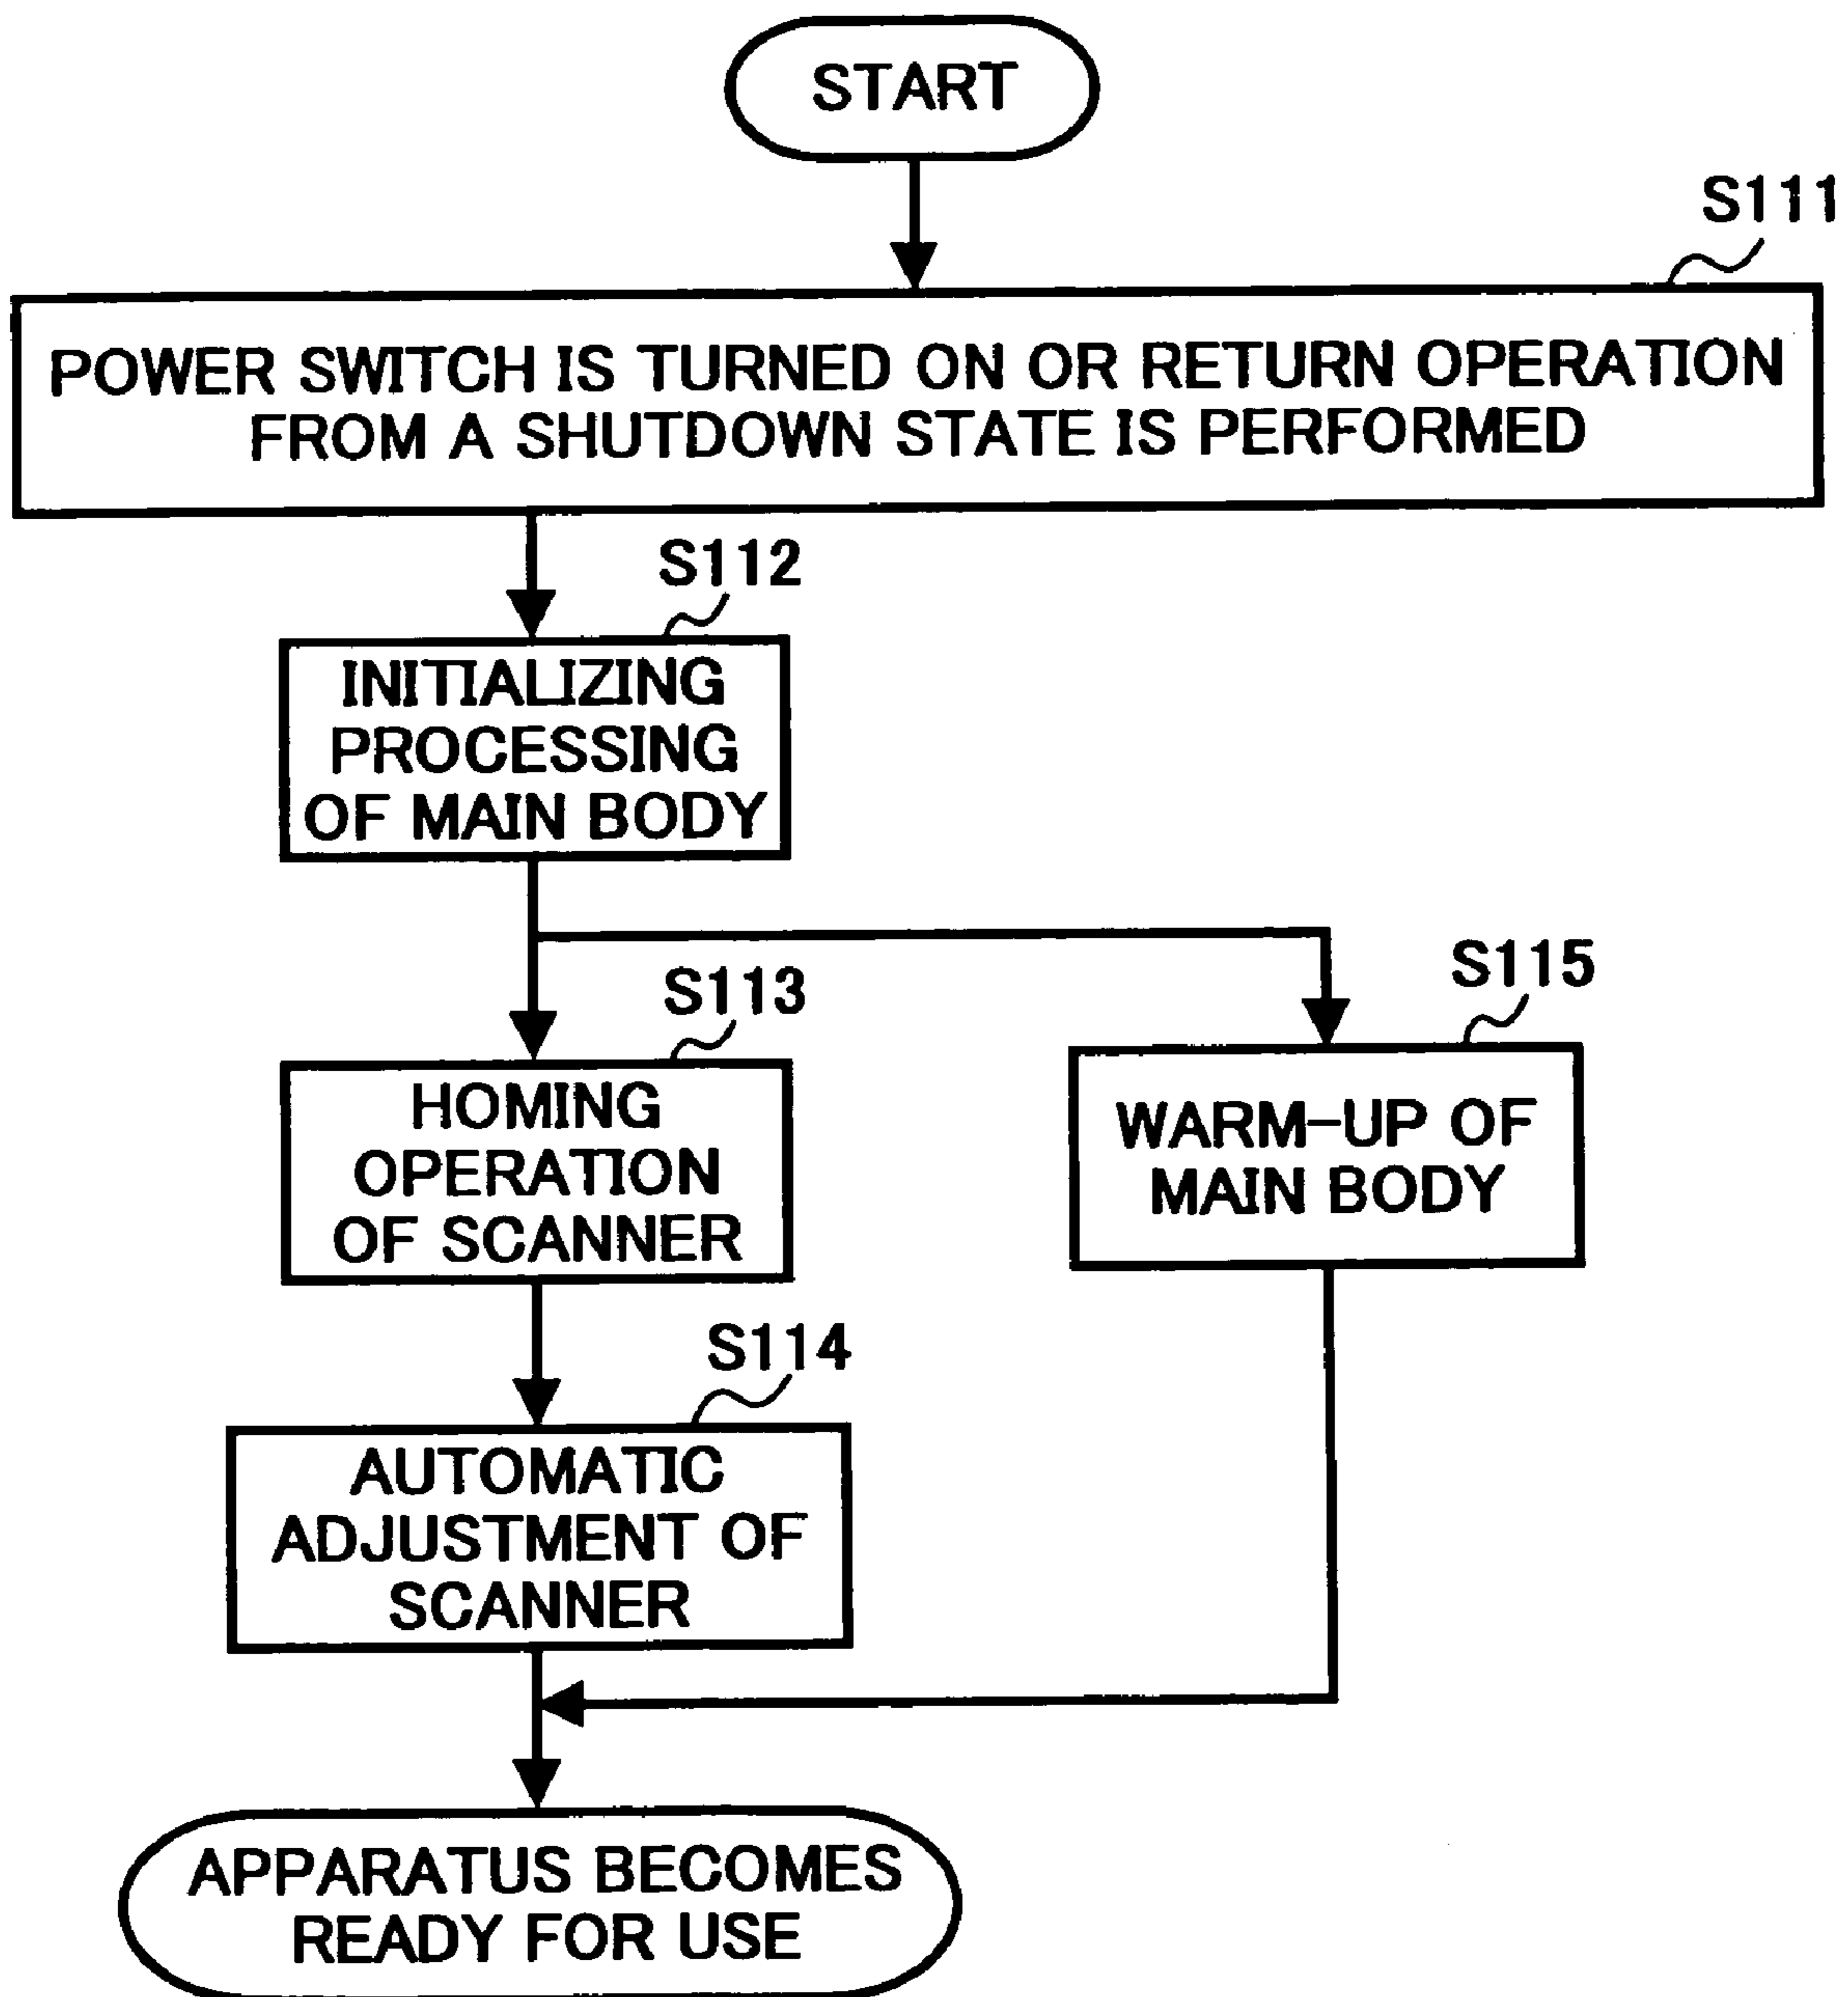 START
S111
POWER SWITCH IS TURNED ON OR RETURN OPERATION
FROM A SHUTDOWN STATE IS PERFORMED
S112
INITIALIZING
PROCESSING
OF MAIN BODY
S113
HOMING
OPERATION
OF SCANNER
S115
WARM-UP OF
MAIN BODY
S114
AUTOMATIC
ADJUSTMENT OF
SCANNER
APPARATUS BECOMES
READY FOR USE